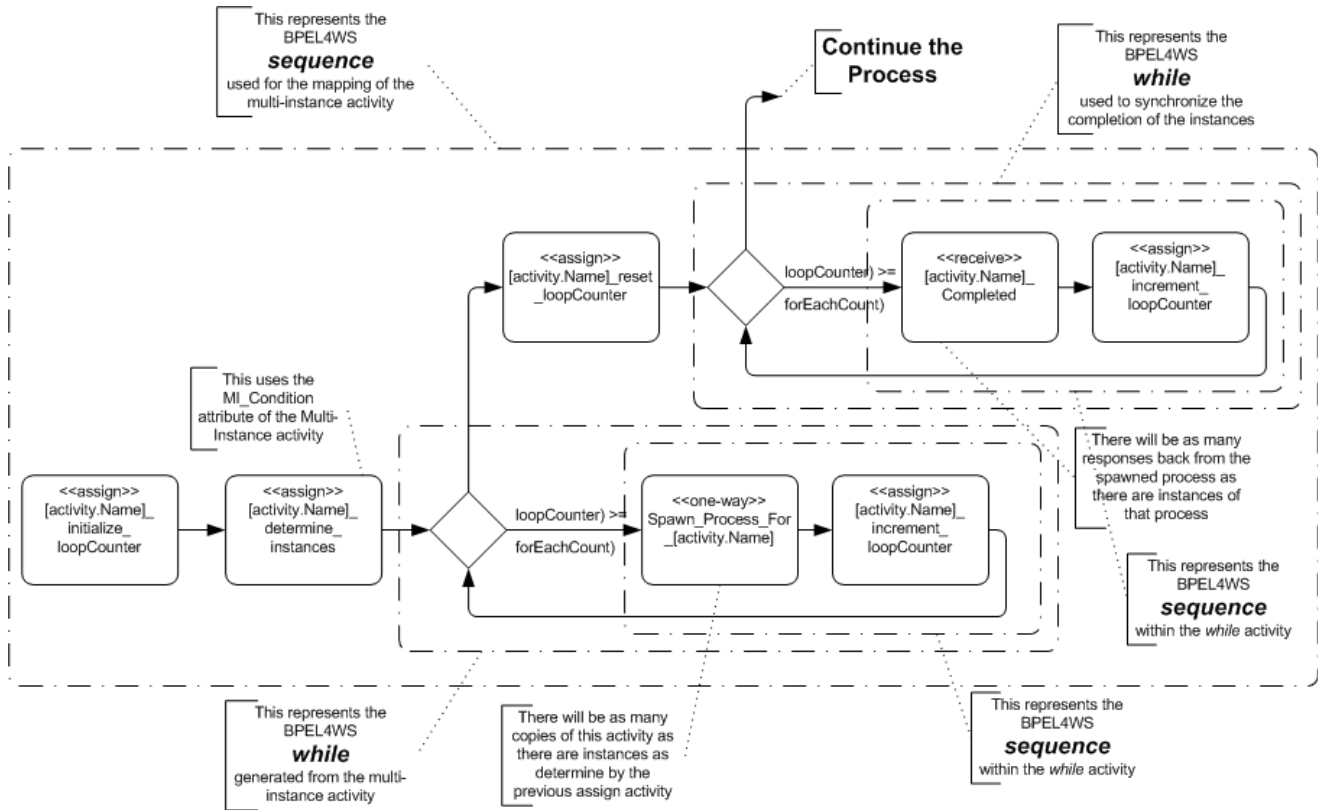 This represents the
BPEL4WS
sequence
used for the mapping of the
multi-instance activity
Continue the
Process
This represents the
BPEL4WS
while
used to synchronize the
completion of the instances
<<assign>>
[activity.Name]_reset
_loopCounter
loopCounter) >=
forEachCount)
<<receive>>
[activity.Name]_
Completed
<<assign>>
[activity.Name]_
increment_
loopCounter
This uses the
MI_Condition
attribute of the Multi-
Instance activity
There will be as many
responses back from the
spawned process as
there are instances of
that process
<<assign>>
[activity.Name]_
initialize_
loopCounter
<<assign>>
[activity.Name]_
determine_
instances
loopCounter) >=
forEachCount)
<<one-way>>
Spawn_Process_For
_[activity.Name]
<<assign>>
[activity.Name]_
increment_
loopCounter
This represents the
BPEL4WS
sequence
within the while activity
This represents the
BPEL4WS
while
generated from the multi-
instance activity
There will be as many
copies of this activity as
there are instances as
determine by the
previous assign activity
This represents the
BPEL4WS
sequence
within the while activity